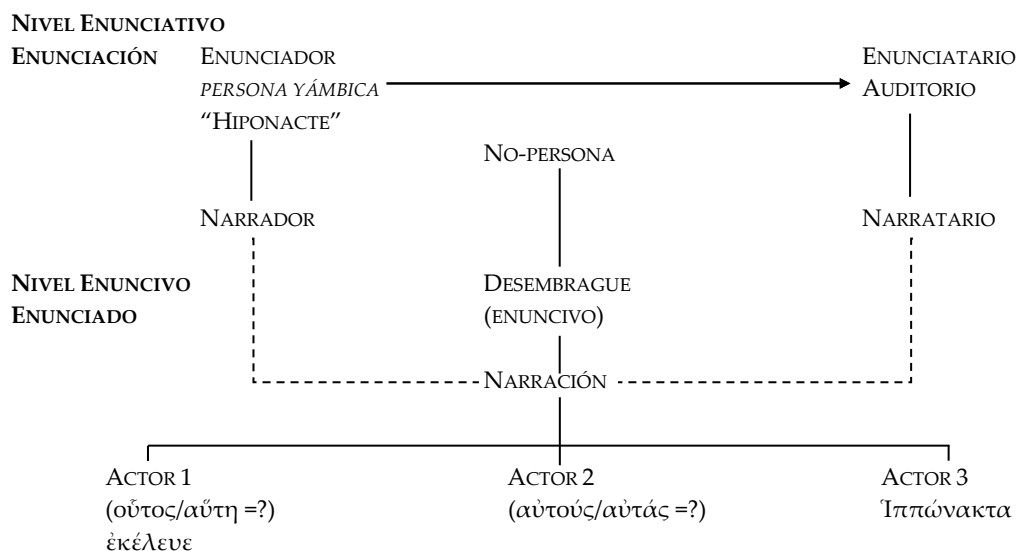 NIVEL ENUNCIATIVO
ENUNCIACIÓN ENUNCIADOR ENUNCIATARIO
PERSONA YÁMBICA AUDITORIO
“HIPONACTE”
NO-PERSONA
NARRADOR NARRATARIO
NIVEL ENUNCIVO DESEMBRAGUE
ENUNCIADO (ENUNCIVO)
NARRACIÓN
ACTOR 1 ACTOR 2 ACTOR 3
(οὗτος/αὕτη =?) (αὐτούς/αὐτάς =?) Ἱππώνακτα
ἐκέλευε